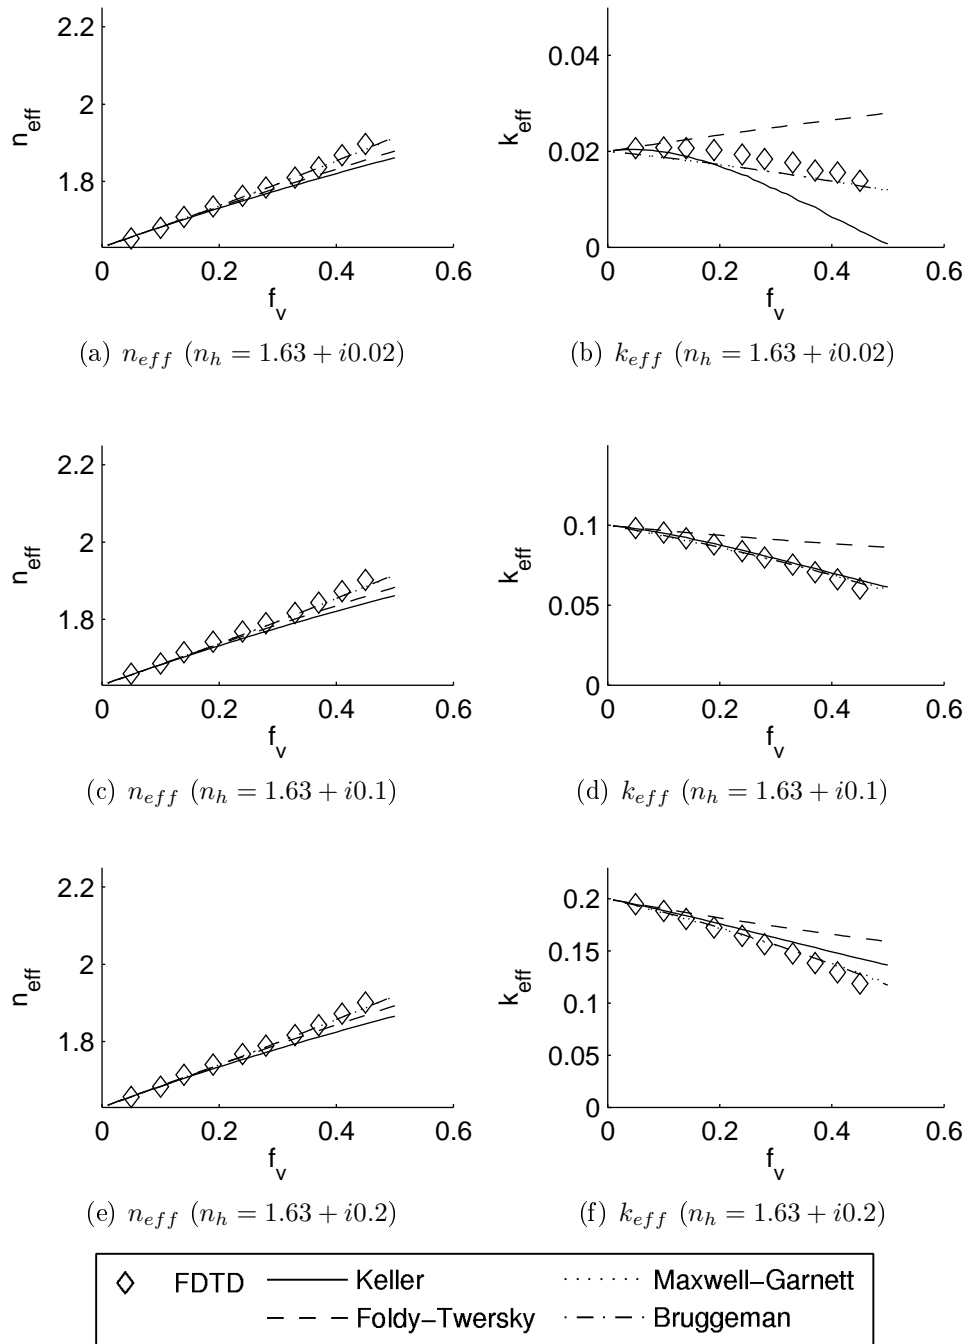 2.2
2
1.8
n_eff
0 0.2 0.4 0.6
f_v
(a) n_eff (n_h = 1.63 + i0.02)
0.04
0.02
0
k_eff
0 0.2 0.4 0.6
f_v
(b) k_eff (n_h = 1.63 + i0.02)
2.2
2
1.8
n_eff
0 0.2 0.4 0.6
f_v
(c) n_eff (n_h = 1.63 + i0.1)
0.1
0.05
0
k_eff
0 0.2 0.4 0.6
f_v
(d) k_eff (n_h = 1.63 + i0.1)
2.2
2
1.8
n_eff
0 0.2 0.4 0.6
f_v
(e) n_eff (n_h = 1.63 + i0.2)
0.2
0.15
0.1
0.05
0
k_eff
0 0.2 0.4 0.6
f_v
(f) k_eff (n_h = 1.63 + i0.2)
FDTD Keller Maxwell−Garnett
Foldy−Twersky Bruggeman